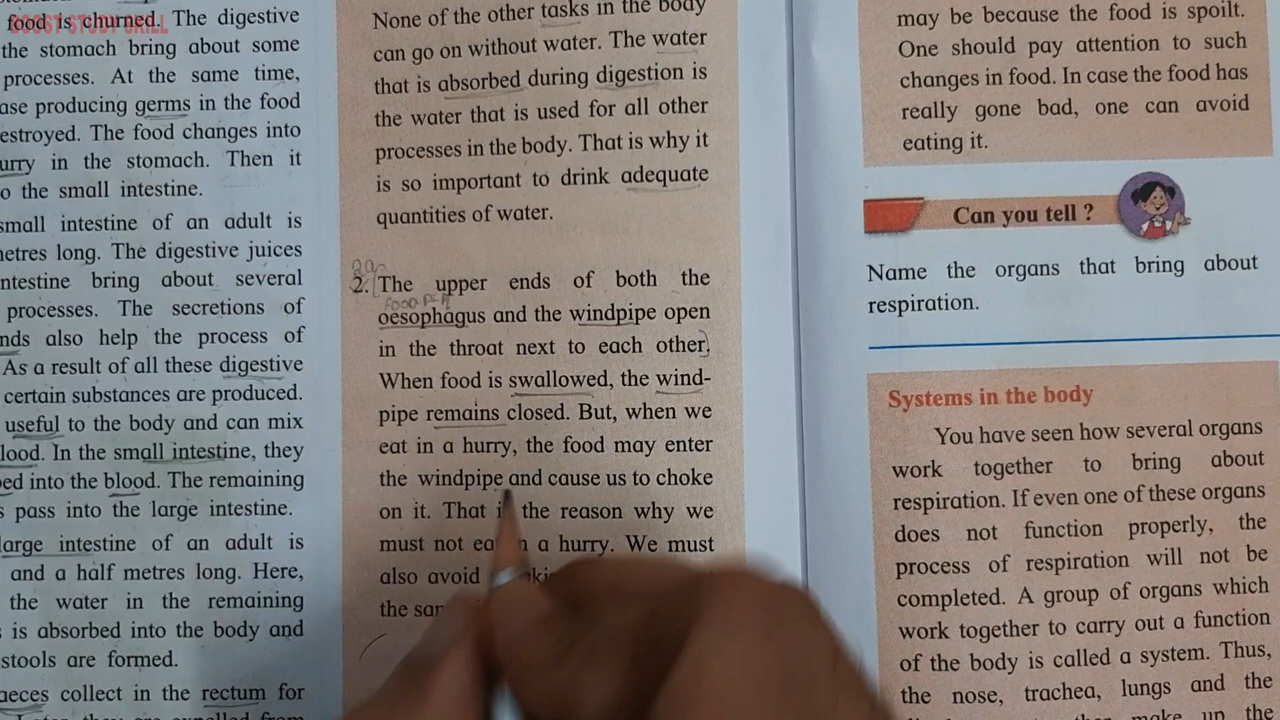 BOOST STUDY SKILL
food is churned. The digestive
the stomach bring about some
processes. At the same time,
ase producing germs in the food
estroyed. The food changes into
urry in the stomach. Then it
o the small intestine.
small intestine of an adult is
netres long. The digestive juices
ntestine bring about several
processes. The secretions of
nds also help the process of
As a result of all these digestive
certain substances are produced.
useful to the body and can mix
lood. In the small intestine, they
ed into the blood. The remaining
s pass into the large intestine.
large intestine of an adult is
and a half metres long. Here,
the water in the remaining
s is absorbed into the body and
stools are formed.
aeces collect in the rectum for
None of the other tasks in the body
can go on without water. The water
that is absorbed during digestion is
the water that is used for all other
processes in the body. That is why it
is so important to drink adequate
quantities of water.
2. The upper ends of both the
oesophagus and the windpipe open
in the throat next to each other.
When food is swallowed, the wind-
pipe remains closed. But, when we
eat in a hurry, the food may enter
the windpipe and cause us to choke
on it. That the reason why we
must not ea n a hurry. We must
also avoid
the
may be because the food is spoilt.
One should pay attention to such
changes in food. In case the food has
really gone bad, one can avoid
eating it.
Can you tell ?
Name the organs that bring about
respiration.
Systems in the body
You have seen how several organs
work together to bring about
respiration. If even one of these organs
does not function properly, the
process of respiration will not be
completed. A group of organs which
work together to carry out a function
of the body is called a system. Thus,
the nose, trachea, lungs and the
make up the